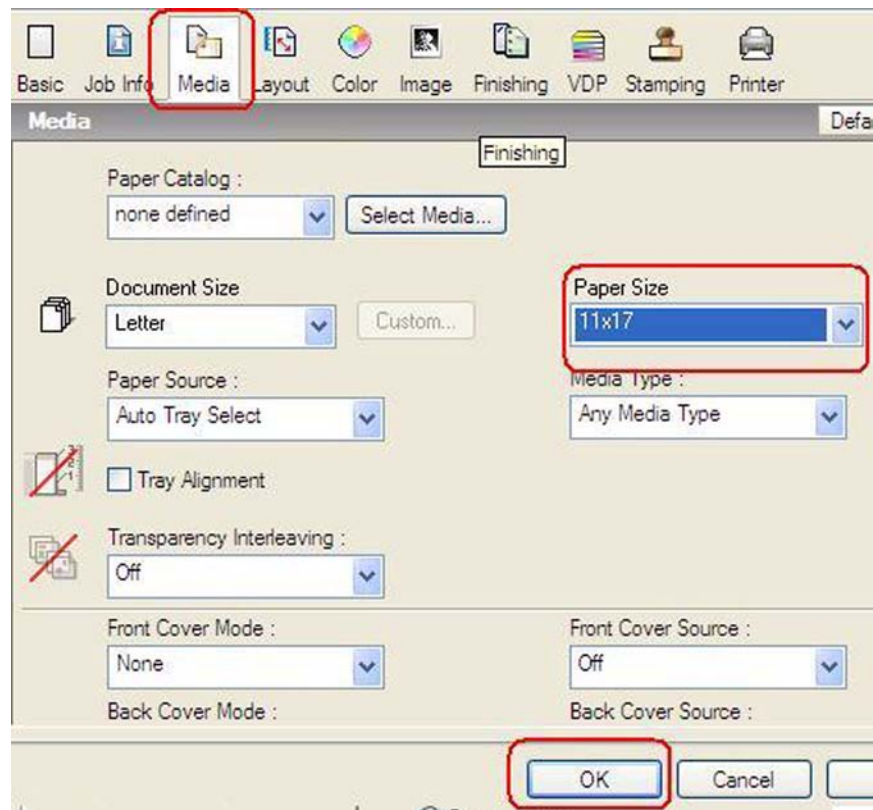 Basic Job Info Media Layout Color Image Finishing VDP Stamping Printer
Media
Finishing
Paper Catalog :
none defined Select Media...
Document Size Paper Size
Letter Custom... 11x17
Paper Source : Media Type :
Auto Tray Select Any Media Type
Tray Alignment
Transparency Interleaving :
Off
Front Cover Mode : Front Cover Source :
None Off
Back Cover Mode : Back Cover Source :
OK Cancel